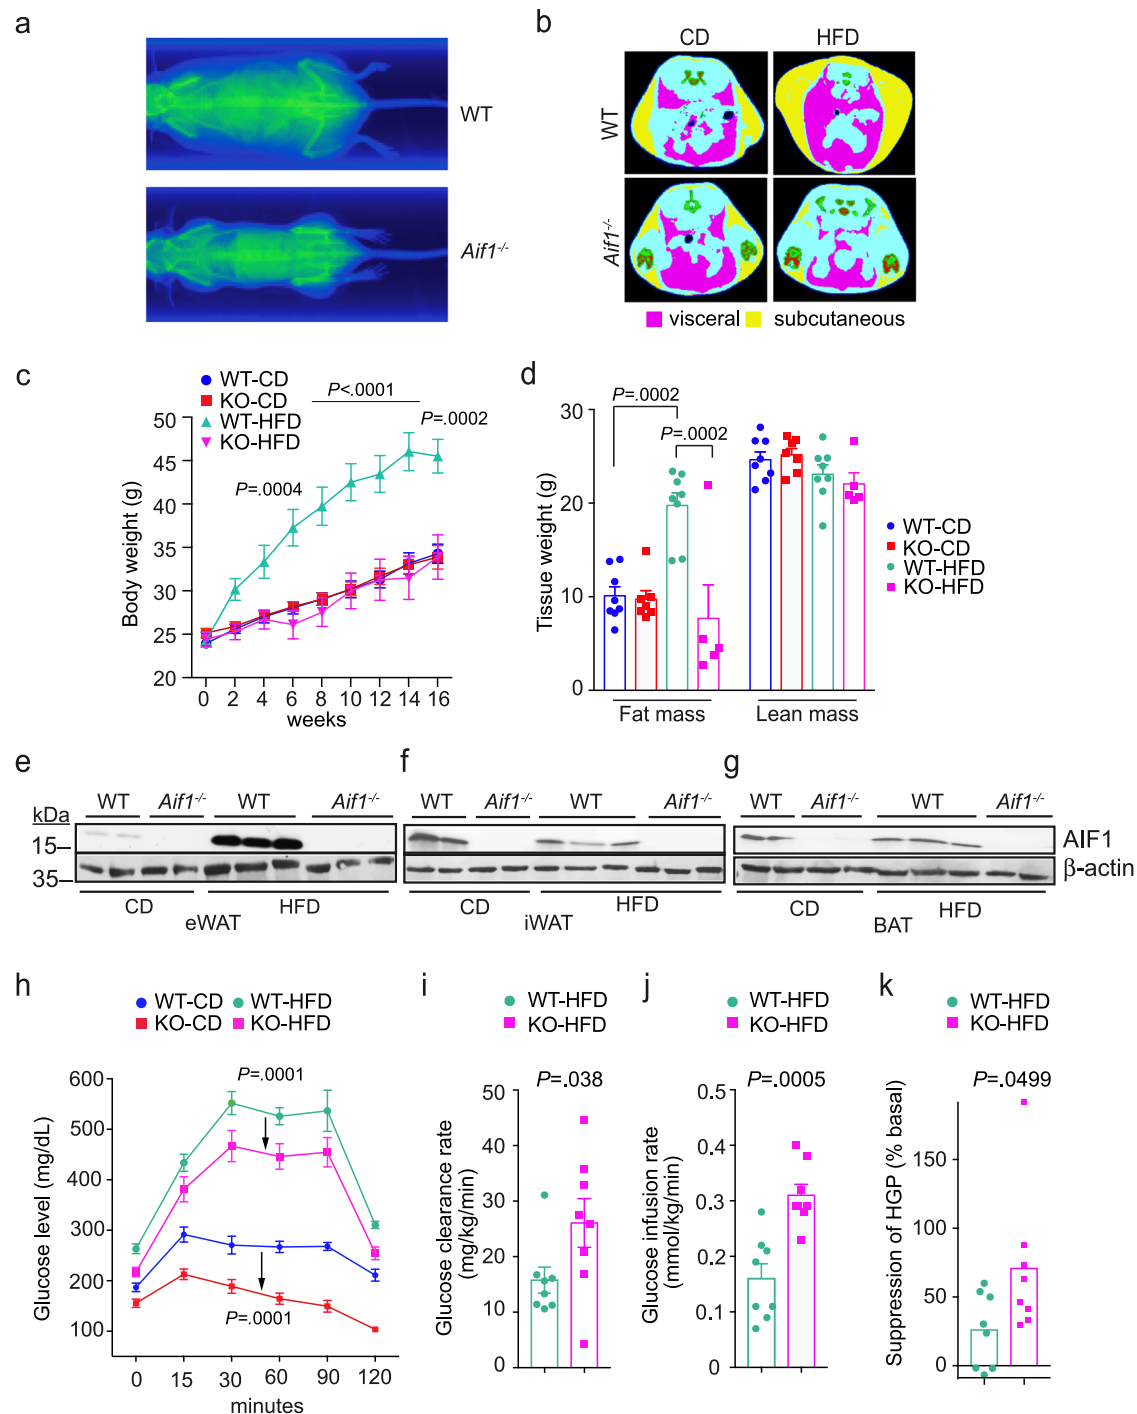 a
WT
Aif1-/-
b
CD HFD
WT
Aif1-/-
visceral subcutaneous
c
WT-CD
KO-CD
WT-HFD
KO-HFD
P<.0001
P=.0002
P=.0004
Body weight (g)
50
45
40
35
30
25
20
0 2 4 6 8 10 12 14 16
weeks
d
P=.0002
P=.0002
Tissue weight (g)
30
20
10
0
Fat mass Lean mass
WT-CD
KO-CD
WT-HFD
KO-HFD
e
WT Aif1-/- WT Aif1-/-
kDa
15
35
CD HFD
eWAT
f
WT Aif1-/- WT Aif1-/-
CD HFD
iWAT
g
WT Aif1-/- WT Aif1-/-
AIF1
β-actin
CD HFD
BAT
h
WT-CD WT-HFD
KO-CD KO-HFD
P=.0001
P=.0001
Glucose level (mg/dL)
600
500
400
300
200
100
0 15 30 60 90 120
minutes
i
WT-HFD
KO-HFD
P=.038
Glucose clearance rate
(mg/kg/min)
50
40
30
20
10
0
j
WT-HFD
KO-HFD
P=.0005
Glucose infusion rate
(mmol/kg/min)
0.5
0.4
0.3
0.2
0.1
0
k
WT-HFD
KO-HFD
P=.0499
Suppression of HGP (% basal)
150
100
50
0